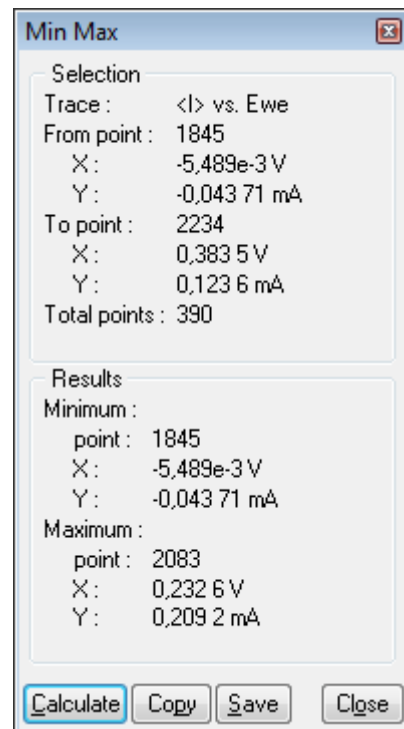 Min Max
Selection
Trace : <I> vs. Ewe
From point : 1845
X : -5,489e-3 V
Y : -0,043 71 mA
To point : 2234
X : 0,383 5 V
Y : 0,123 6 mA
Total points : 390
Results
Minimum :
point : 1845
X : -5,489e-3 V
Y : -0,043 71 mA
Maximum :
point : 2083
X : 0,232 6 V
Y : 0,209 2 mA
Calculate Copy Save Close